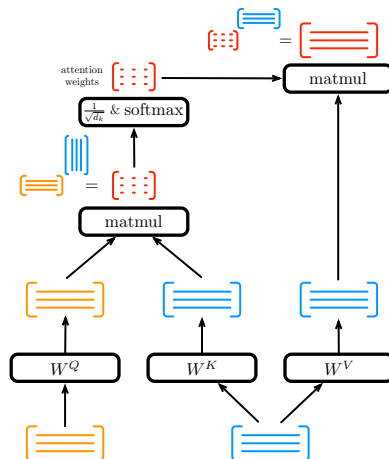 =
matmul
attention
weights
1/√d_k & softmax
=
matmul
W^Q
W^K
W^V